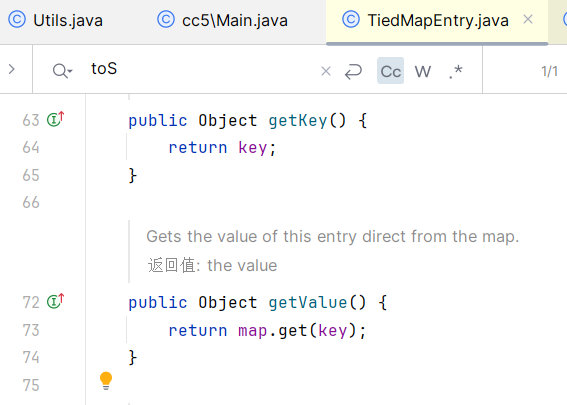 Utils.java cc5\Main.java TiedMapEntry.java
toS Cc W .* 1/1
63 public Object getKey() {
64 return key;
65 }
66
Gets the value of this entry direct from the map.
返回值: the value
72 public Object getValue() {
73 return map.get(key);
74 }
75